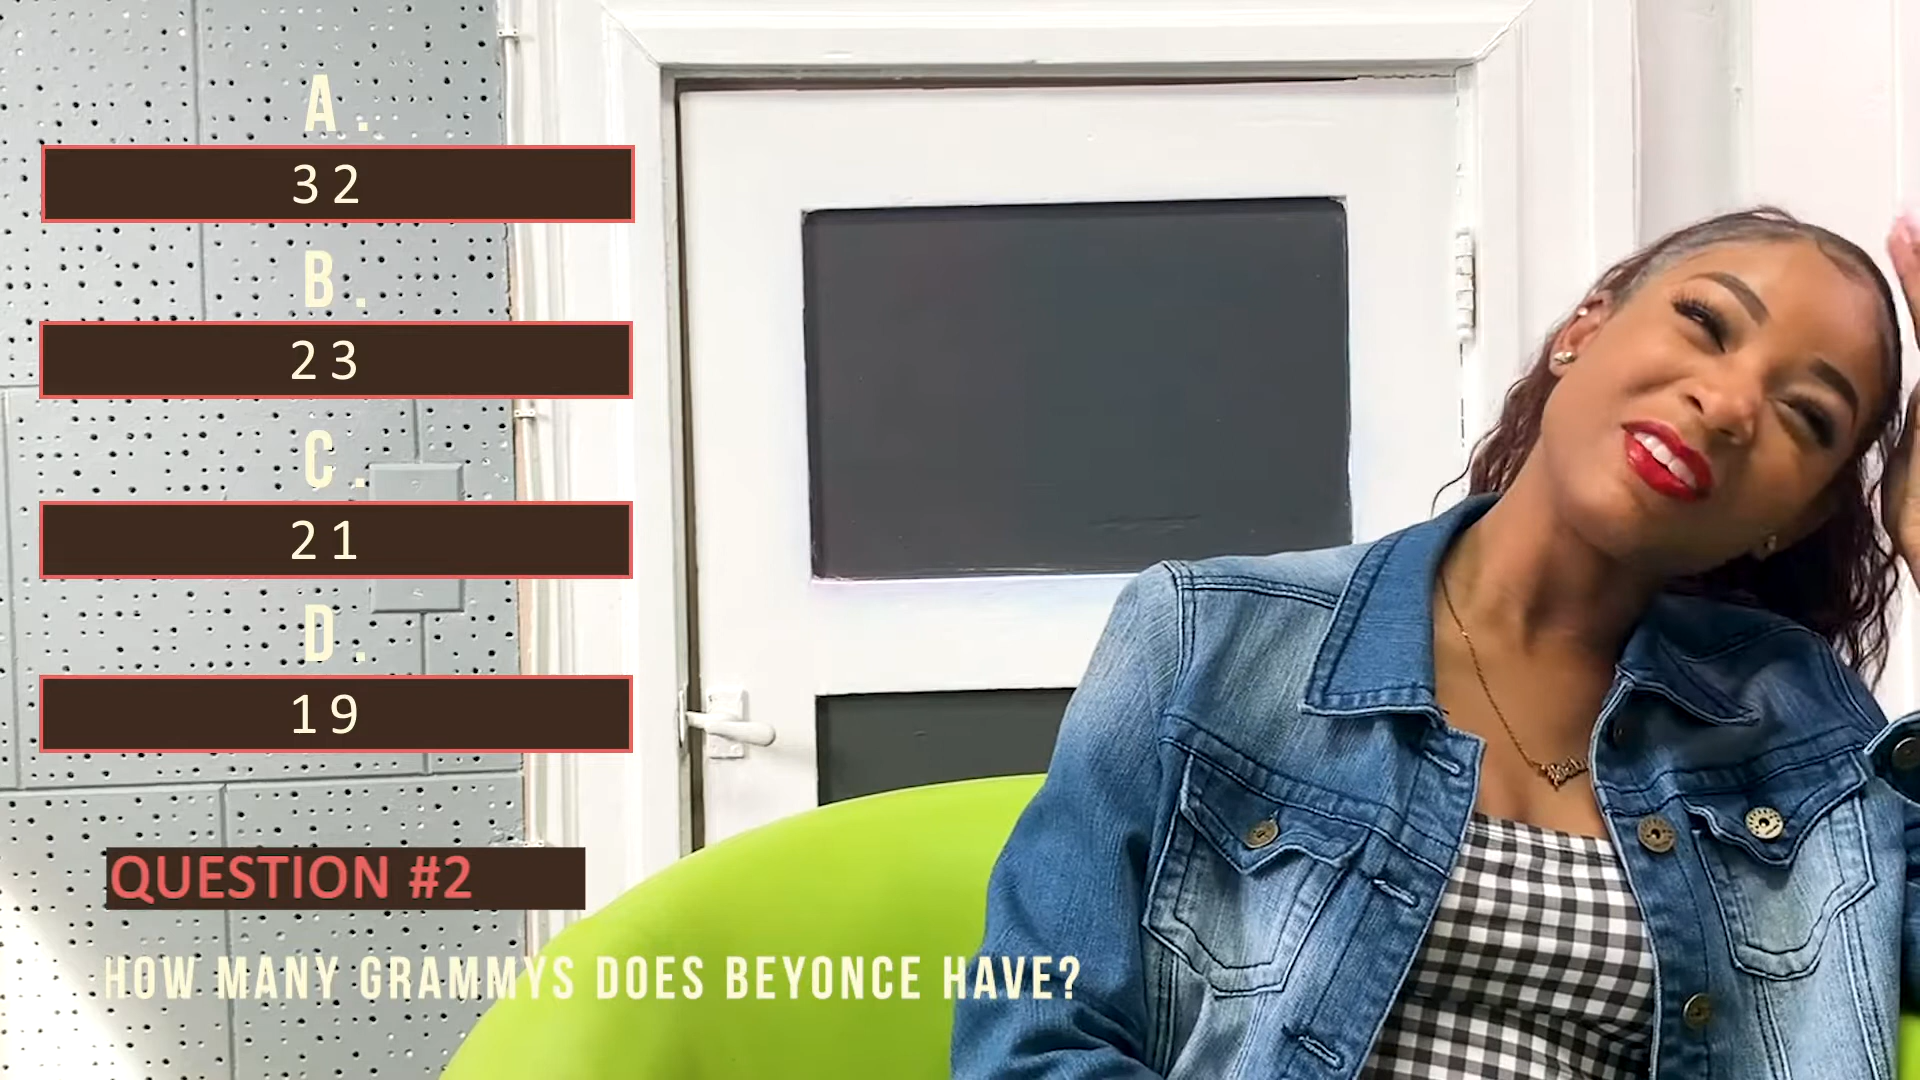 A.
32
B.
23
C.
21
D.
19
QUESTION #2
HOW MANY GRAMMYS DOES BEYONCE HAVE?